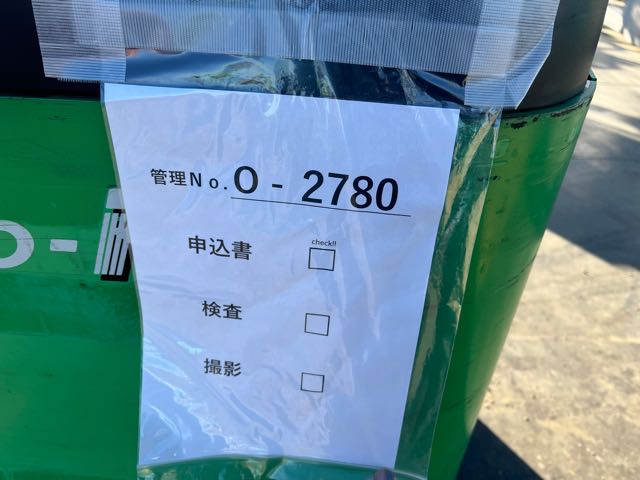 管理No.O-2780
check!!
申込書
検査
撮影